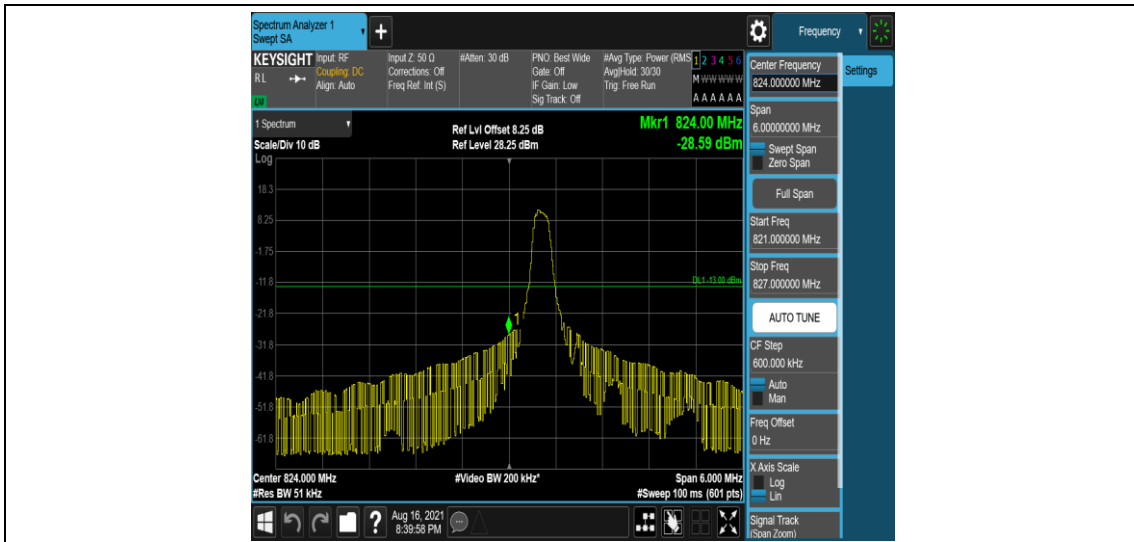 Spectrum Analyzer 1
Swept SA
Frequency
KEYSIGHT
RL
LM
Input: RF
Coupling: DC
Align: Auto
Input Z: 50 Ω
Corrections: Off
Freq Ref: Int (S)
#Atten: 30 dB
PNO: Best Wide
Gate: Off
IF Gain: Low
Sig Track: Off
#Avg Type: Power (RMS
Avg|Hold: 30/30
Trig: Free Run
1 2 3 4 5 6
M W W W W W
A A A A A A
1 Spectrum
Scale/Div 10 dB
Ref Lvl Offset 8.25 dB
Ref Level 28.25 dBm
Mkr1 824.00 MHz
-28.59 dBm
Log
18.3
8.25
-1.75
-11.8
-21.8
-31.8
-41.8
-51.8
-61.8
DL1 -13.00 dBm
1
Center 824.000 MHz
#Res BW 51 kHz
#Video BW 200 kHz*
Span 6.000 MHz
#Sweep 100 ms (601 pts)
Center Frequency
824.000000 MHz
Settings
Span
6.00000000 MHz
Swept Span
Zero Span
Full Span
Start Freq
821.000000 MHz
Stop Freq
827.000000 MHz
AUTO TUNE
CF Step
600.000 kHz
Auto
Man
Freq Offset
0 Hz
X Axis Scale
Log
Lin
Signal Track
(Span Zoom)
?
Aug 16, 2021
8:39:58 PM